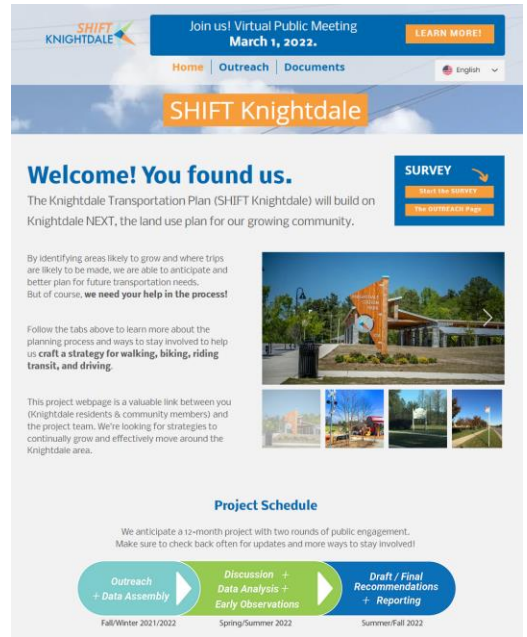 SHIFT
KNIGHTDALE
Join us! Virtual Public Meeting
March 1, 2022.
LEARN MORE!
Home | Outreach | Documents
English
SHIFT Knightdale
Welcome! You found us.
The Knightdale Transportation Plan (SHIFT Knightdale) will build on
Knightdale NEXT, the land use plan for our growing community.
SURVEY
Start the SURVEY
The OUTREACH Page
By identifying areas likely to grow and where trips
are likely to be made, we are able to anticipate and
better plan for future transportation needs.
But of course, we need your help in the process!
Follow the tabs above to learn more about the
planning process and ways to stay involved to help
us craft a strategy for walking, biking, riding
transit, and driving.
This project webpage is a valuable link between you
(Knightdale residents & community members) and
the project team. We're looking for strategies to
continually grow and effectively move around the
Knightdale area.
Project Schedule
We anticipate a 12-month project with two rounds of public engagement.
Make sure to check back often for updates and more ways to stay involved!
Outreach
+ Data Assembly
Discussion +
Data Analysis +
Early Observations
Draft / Final
Recommendations
+ Reporting
Fall/Winter 2021/2022
Spring/Summer 2022
Summer/Fall 2022